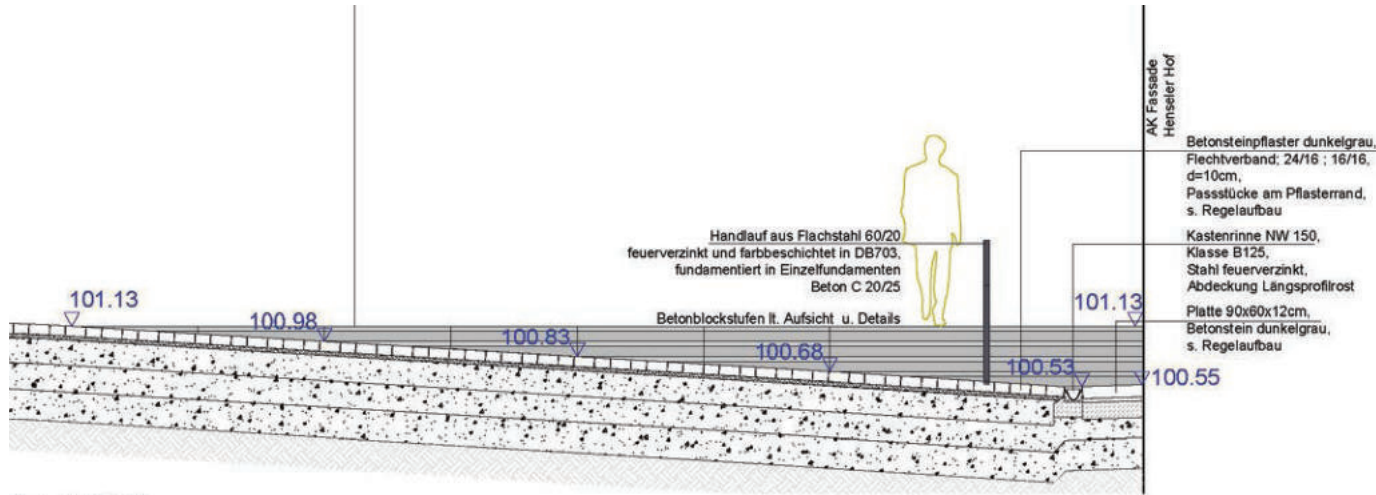 AK Fassade
Henseler Hof
Betonsteinpflaster dunkelgrau,
Flechtverband; 24/16 ; 16/16,
d=10cm,
Passstücke am Pflasterrand,
s. Regelaufbau
Handlauf aus Flachstahl 60/20
feuerverzinkt und farbbeschichtet in DB703,
fundamentiert in Einzelfundamenten
Beton C 20/25
Kastenrinne NW 150,
Klasse B125,
Stahl feuerverzinkt,
Abdeckung Längsprofilrost
Betonblockstufen lt. Aufsicht u. Details
Platte 90x60x12cm,
Betonstein dunkelgrau,
s. Regelaufbau
101.13
100.98
100.83
100.68
100.53
101.13
100.55